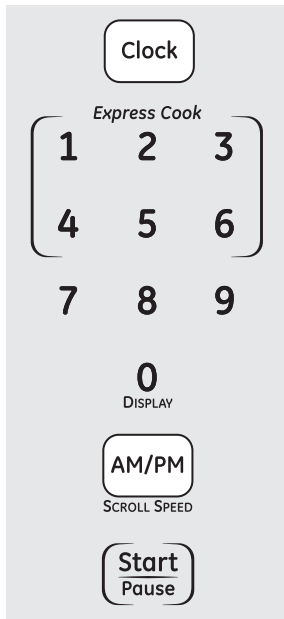 Clock
Express Cook
1 2 3
4 5 6
7 8 9
0
DISPLAY
AM/PM
SCROLL SPEED
Start
Pause